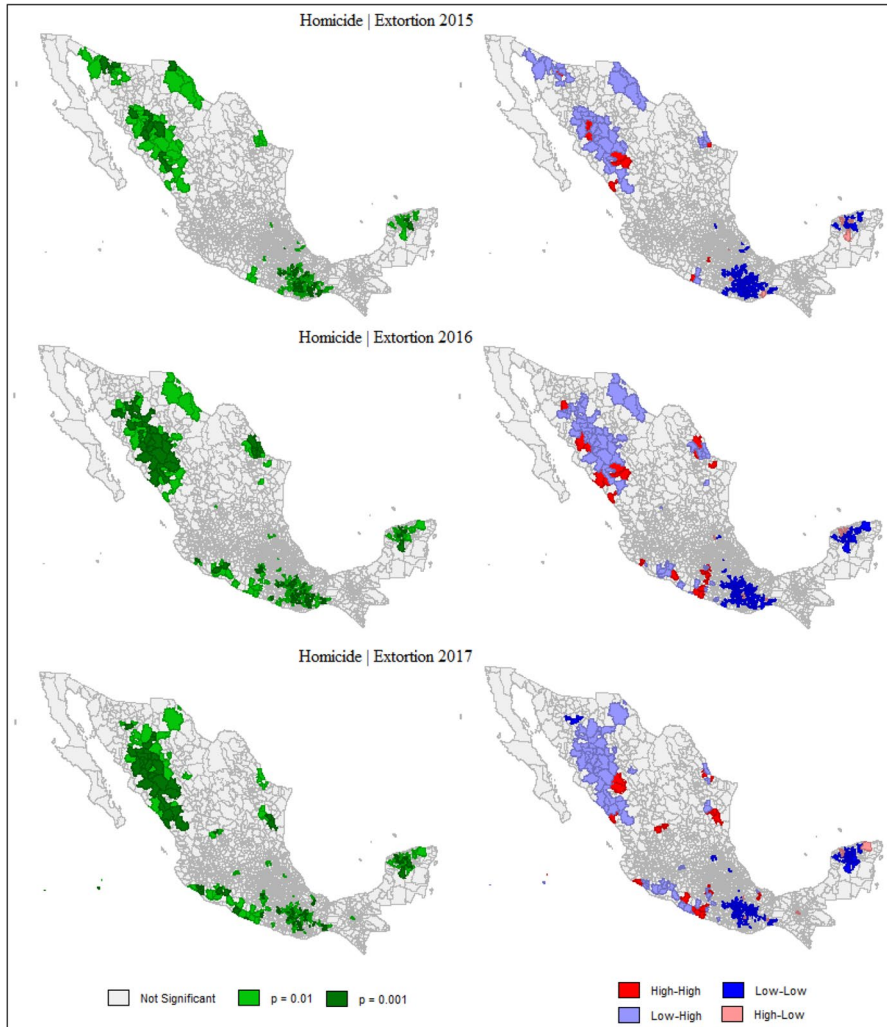 Homicide | Extortion 2015
Homicide | Extortion 2016
Homicide | Extortion 2017
Not Significant
p = 0.01
p = 0.001
High-High
Low-Low
Low-High
High-Low